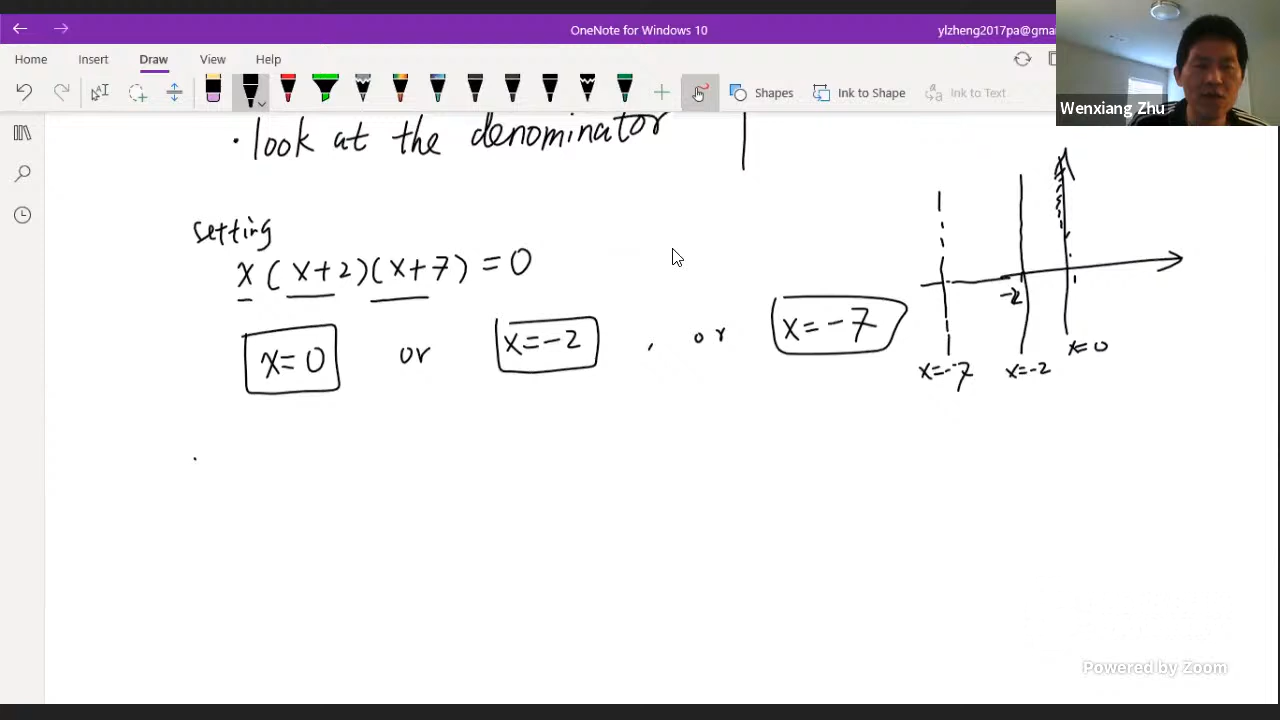 OneNote for Windows 10
ylzheng2017pa@gma
Home Insert Draw View Help
Shapes Ink to Shape Ink to Text
Wenxiang Zhu
· look at the denominator
setting
x(x+2)(x+7)=0
x=0 or x=-2 , or x=-7
-2
x=-7 x=-2 x=0
Powered by Zoom